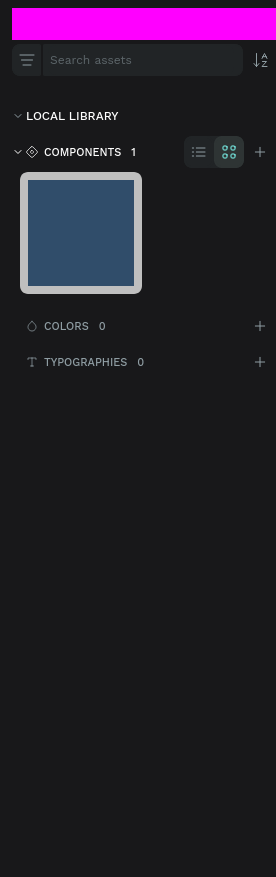 Search assets
LOCAL LIBRARY
COMPONENTS 1
COLORS 0
TYPOGRAPHIES 0